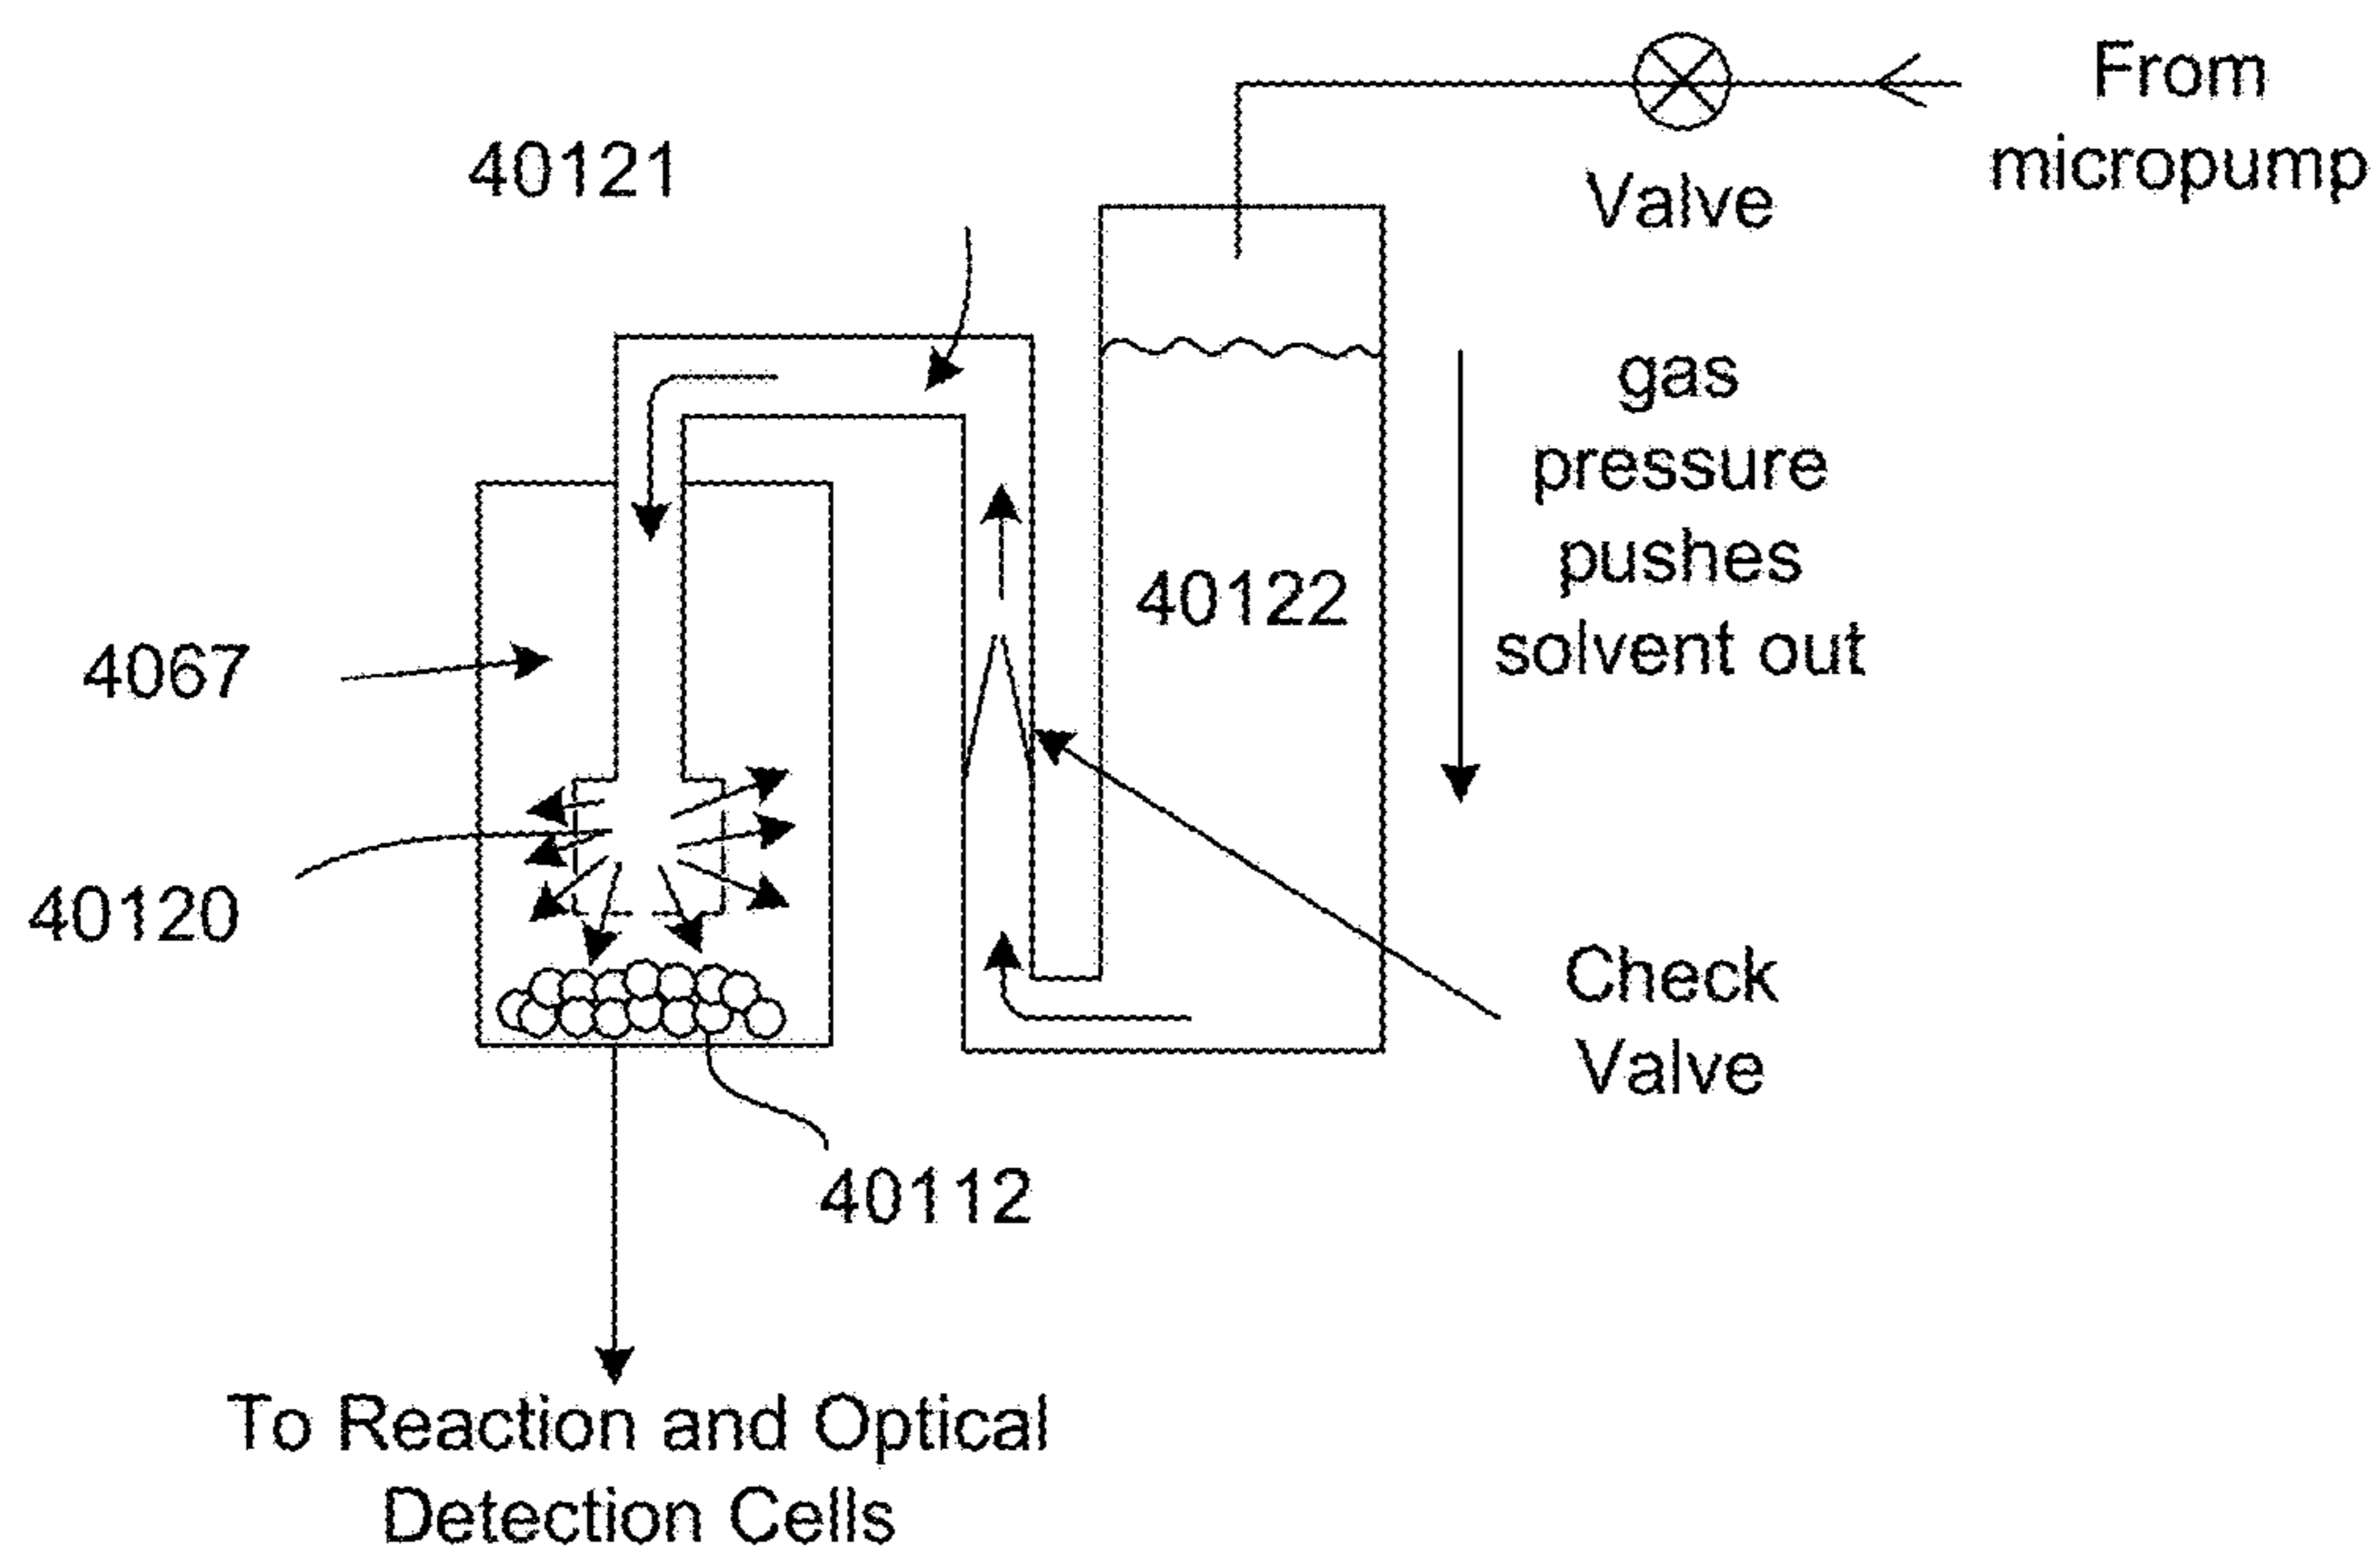 From
micropump
Valve
40121
gas
pressure
pushes
solvent out
40122
4067
40120
Check
Valve
40112
To Reaction and Optical
Detection Cells